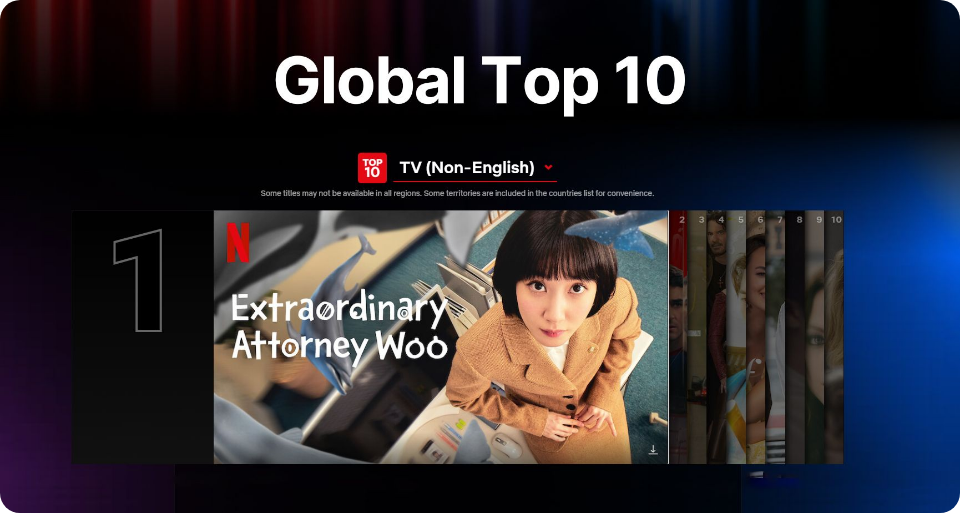 Global Top 10
TOP
10
TV (Non-English)
Some titles may not be available in all regions. Some territories are included in the countries list for convenience.
1
N
Extraordinary
Attorney Woo
2 3 4 5 6 7 8 9 10